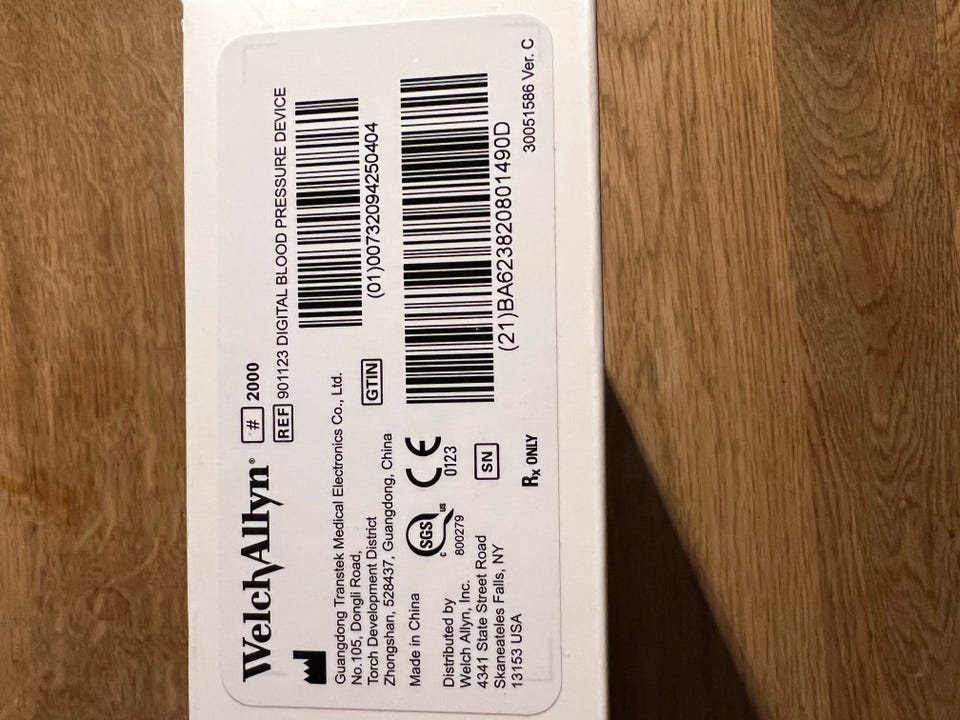 WelchAllyn®
# 2000
REF 901123 DIGITAL BLOOD PRESSURE DEVICE
Guangdong Transtek Medical Electronics Co., Ltd.
No.105, Dongli Road,
Torch Development District
Zhongshan, 528437, Guangdong, China
Made in China
GTIN
(01)00732094250404
Distributed by
Welch Allyn, Inc.
4341 State Street Road
Skaneateles Falls, NY
13153 USA
c SGS us
800279
CE
0123
SN
(21)BA623820801490D
Rx ONLY
30051586 Ver. C